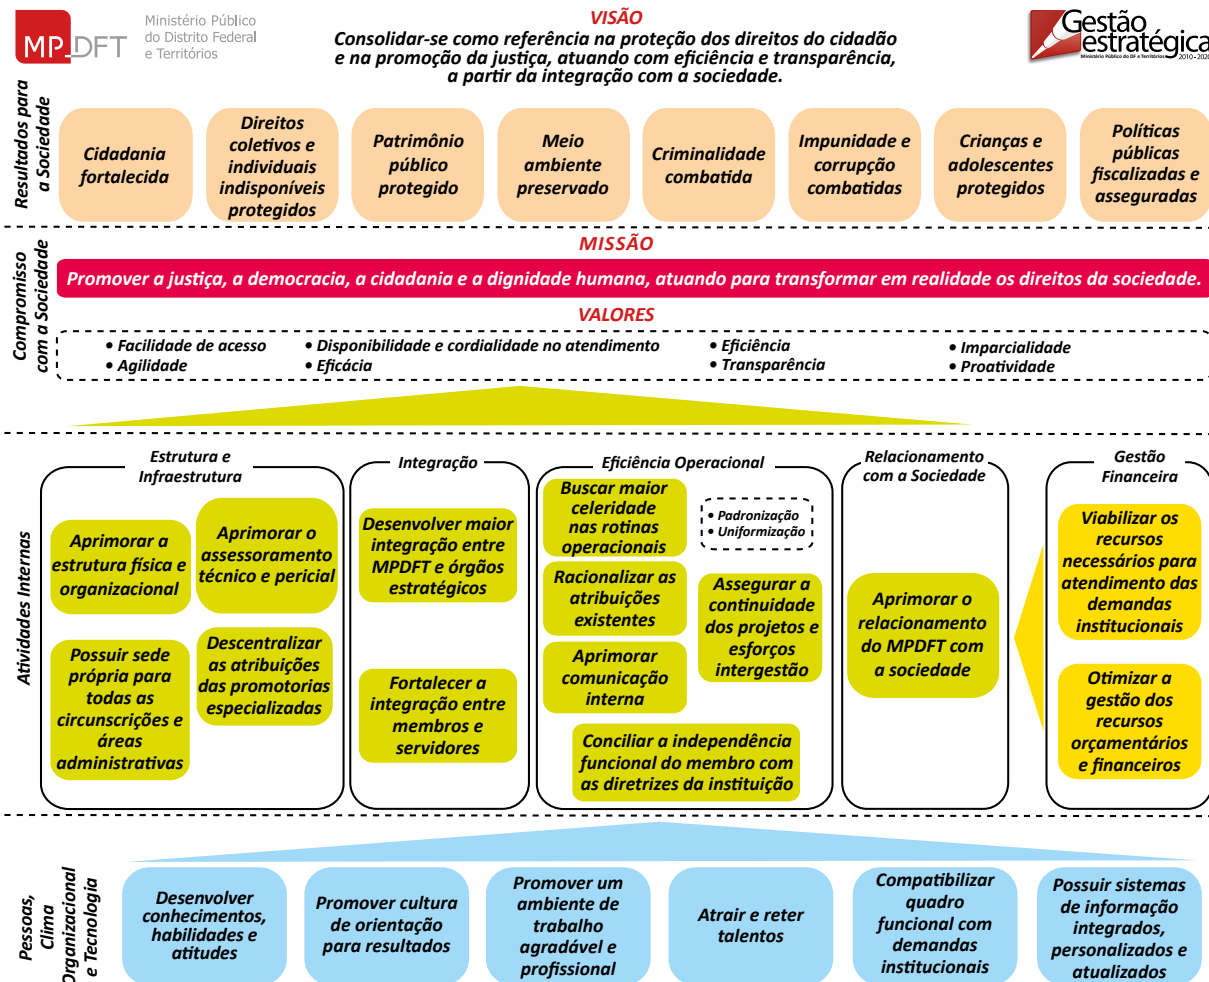 MP_DFT
Ministério Público
do Distrito Federal
e Territórios
VISÃO
Consolidar-se como referência na proteção dos direitos do cidadão
e na promoção da justiça, atuando com eficiência e transparência,
a partir da integração com a sociedade.
Gestão
estratégica
Ministério Público do DF e Territórios
2010 - 2020
Resultados para
a Sociedade
Cidadania
fortalecida
Direitos
coletivos e
individuais
indisponíveis
protegidos
Patrimônio
público
protegido
Meio
ambiente
preservado
Criminalidade
combatida
Impunidade e
corrupção
combatidas
Crianças e
adolescentes
protegidos
Políticas
públicas
fiscalizadas e
asseguradas
Compromisso
com a Sociedade
MISSÃO
Promover a justiça, a democracia, a cidadania e a dignidade humana, atuando para transformar em realidade os direitos da sociedade.
VALORES
• Facilidade de acesso
• Agilidade
• Disponibilidade e cordialidade no atendimento
• Eficácia
• Eficiência
• Transparência
• Imparcialidade
• Proatividade
Atividades Internas
Estrutura e
Infraestrutura
Aprimorar a
estrutura física e
organizacional
Aprimorar o
assessoramento
técnico e pericial
Possuir sede
própria para
todas as
circunscrições e
áreas
administrativas
Descentralizar
as atribuições
das promotorias
especializadas
Integração
Desenvolver maior
integração entre
MPDFT e órgãos
estratégicos
Fortalecer a
integração entre
membros e
servidores
Eficiência Operacional
Buscar maior
celeridade
nas rotinas
operacionais
• Padronização
• Uniformização
Racionalizar as
atribuições
existentes
Assegurar a
continuidade
dos projetos e
esforços
intergestão
Aprimorar
comunicação
interna
Conciliar a independência
funcional do membro com
as diretrizes da instituição
Relacionamento
com a Sociedade
Aprimorar o
relacionamento
do MPDFT com
a sociedade
Gestão
Financeira
Viabilizar os
recursos
necessários para
atendimento das
demandas
institucionais
Otimizar a
gestão dos
recursos
orçamentários
e financeiros
Pessoas,
Clima
Organizacional
e Tecnologia
Desenvolver
conhecimentos,
habilidades e
atitudes
Promover cultura
de orientação
para resultados
Promover um
ambiente de
trabalho
agradável e
profissional
Atrair e reter
talentos
Compatibilizar
quadro
funcional com
demandas
institucionais
Possuir sistemas
de informação
integrados,
personalizados e
atualizados